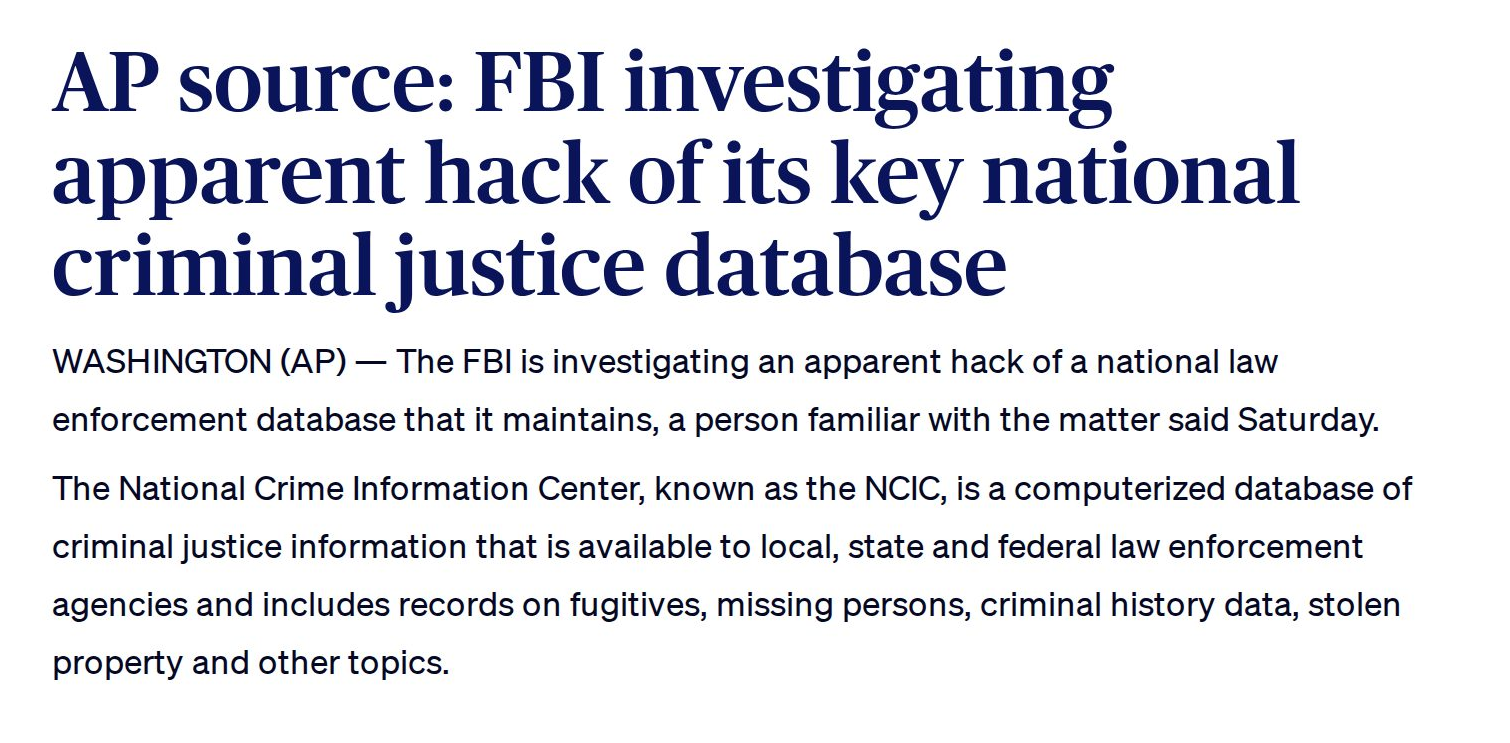 AP source: FBI investigating
apparent hack of its key national
criminal justice database
WASHINGTON (AP) — The FBI is investigating an apparent hack of a national law
enforcement database that it maintains, a person familiar with the matter said Saturday.
The National Crime Information Center, known as the NCIC, is a computerized database of
criminal justice information that is available to local, state and federal law enforcement
agencies and includes records on fugitives, missing persons, criminal history data, stolen
property and other topics.